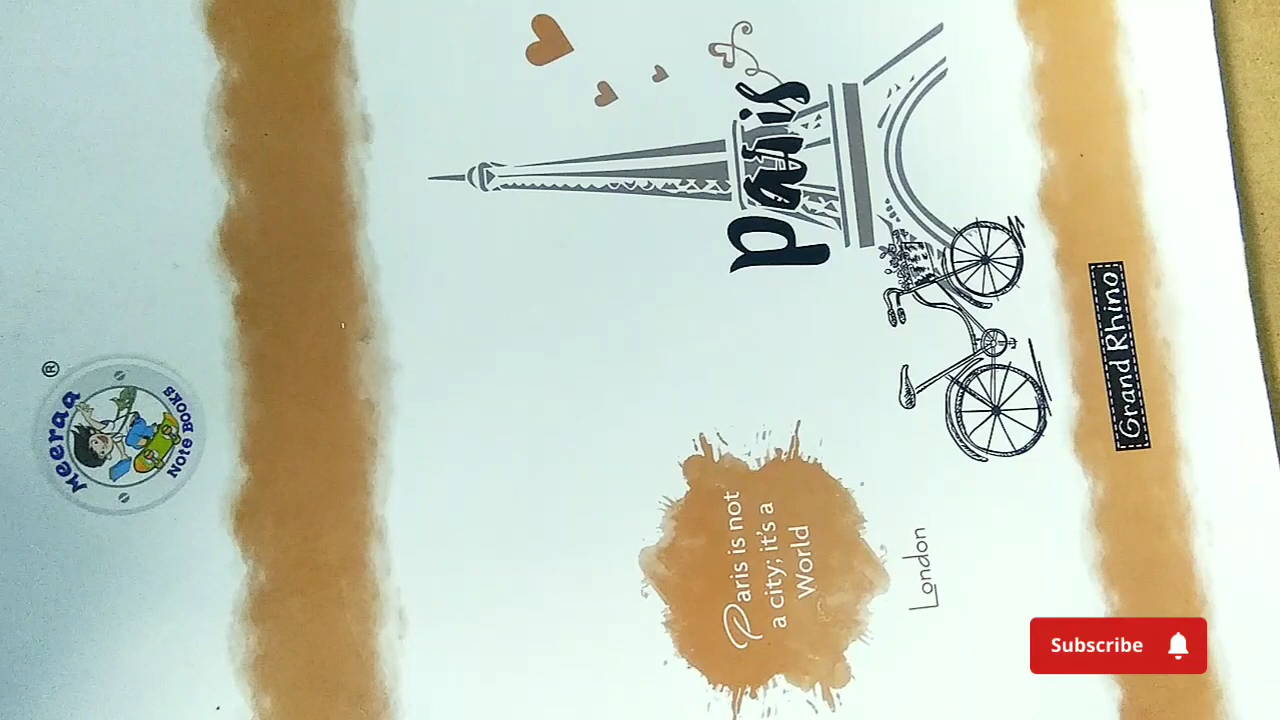 Meeraa
NOTE BOOKS
®
paris
Paris is not
a city; it's a
World
London
Grand Rhino
Subscribe